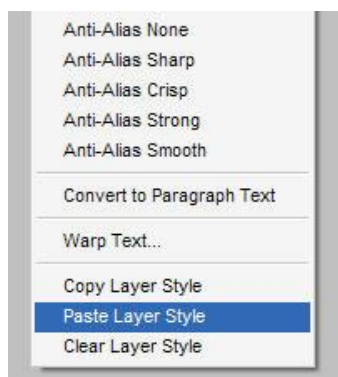 Anti-Alias None
Anti-Alias Sharp
Anti-Alias Crisp
Anti-Alias Strong
Anti-Alias Smooth
Convert to Paragraph Text
Warp Text...
Copy Layer Style
Paste Layer Style
Clear Layer Style